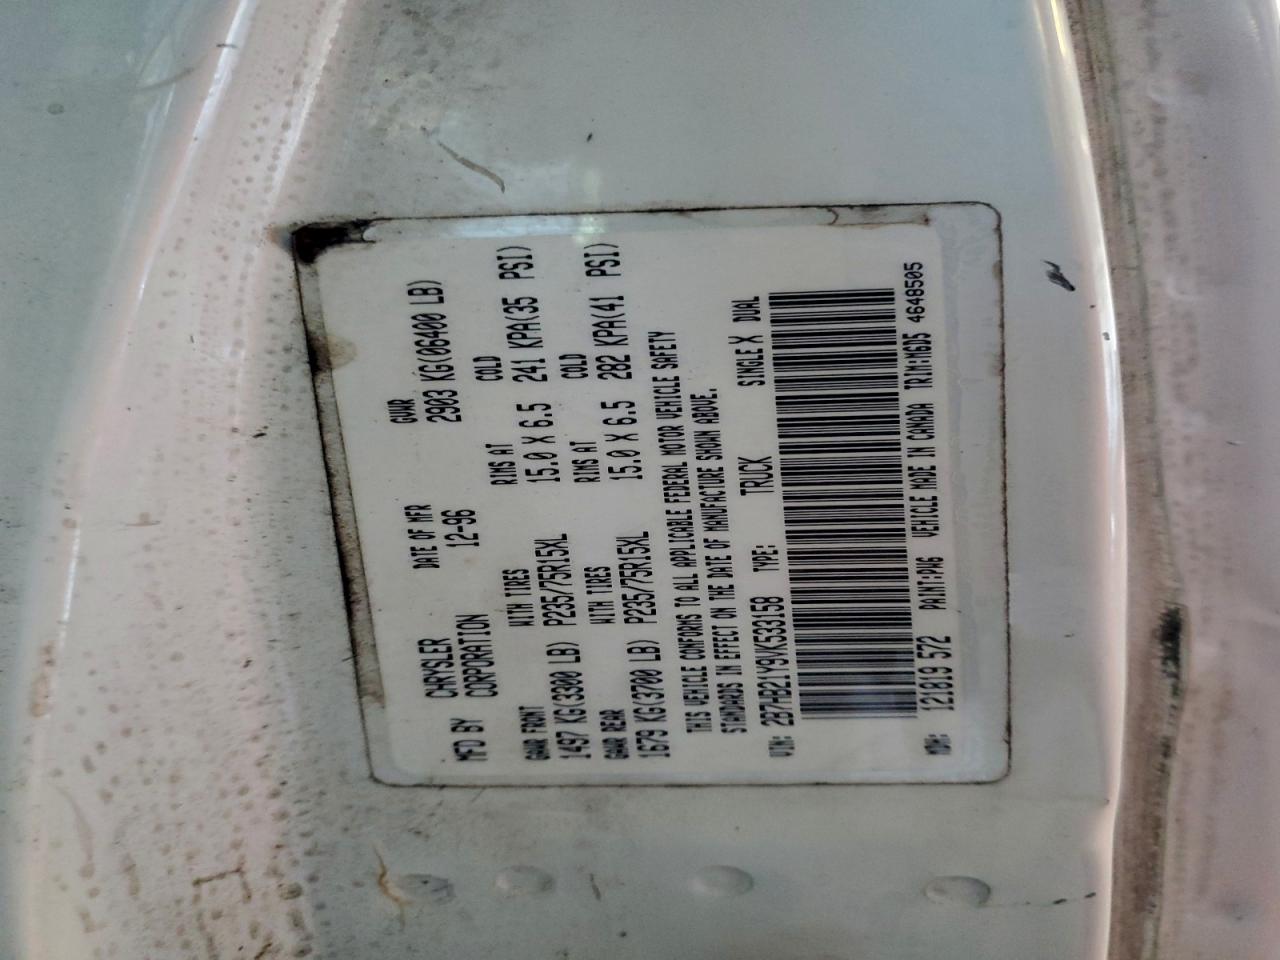 MFD BY CHRYSLER CORPORATION DATE OF MFR 12-96 GVWR 2903 KG(06400 LB)
GAWR FRONT WITH TIRES RIMS AT COLD
1497 KG(3300 LB) P235/75R15XL 15.0 X 6.5 241 KPA(35 PSI)
GAWR REAR WITH TIRES RIMS AT COLD
1679 KG(3700 LB) P235/75R15XL 15.0 X 6.5 282 KPA(41 PSI)
THIS VEHICLE CONFORMS TO ALL APPLICABLE FEDERAL MOTOR VEHICLE SAFETY
STANDARDS IN EFFECT ON THE DATE OF MANUFACTURE SHOWN ABOVE.
VIN: 2B7HB21Y9VK533158 TYPE: TRUCK SINGLE X DUAL
MDH: 121819 572 PAINT:PW6 VEHICLE MADE IN CANADA TRIM:M6D5 4648505